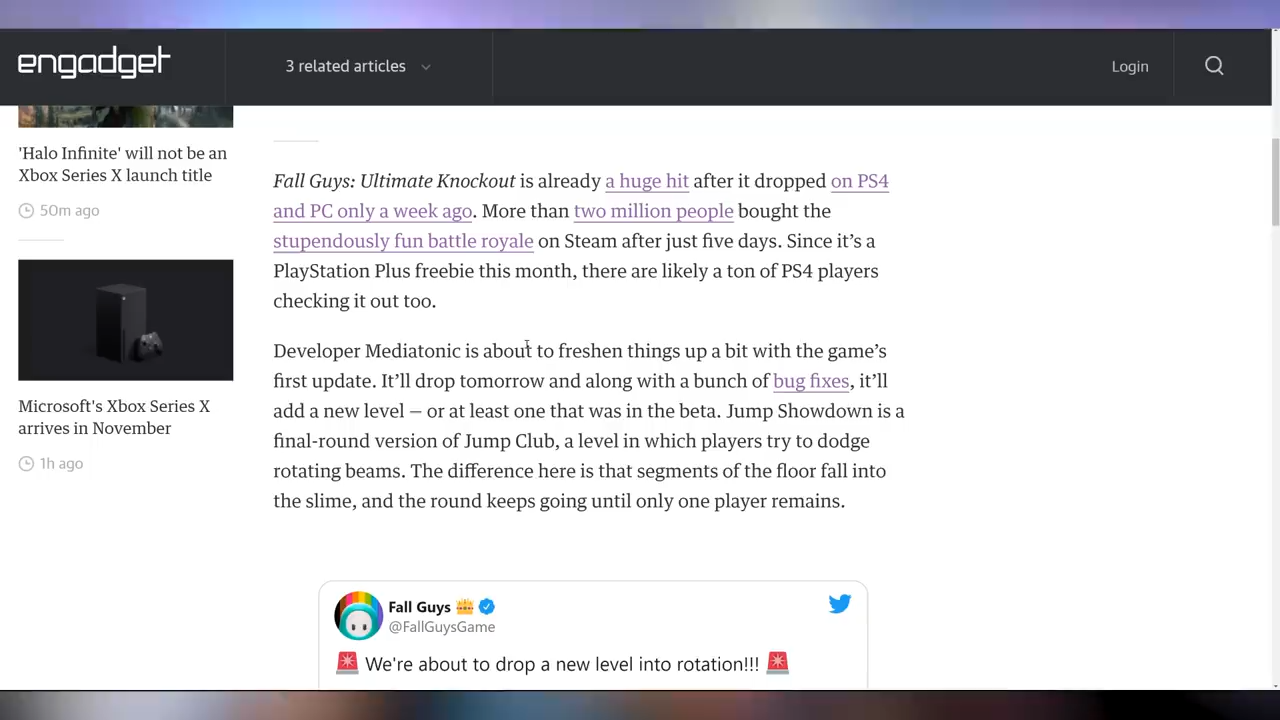 engadget
3 related articles
Login
'Halo Infinite' will not be an
Xbox Series X launch title
50m ago
Microsoft's Xbox Series X
arrives in November
1h ago
Fall Guys: Ultimate Knockout is already a huge hit after it dropped on PS4
and PC only a week ago. More than two million people bought the
stupendously fun battle royale on Steam after just five days. Since it’s a
PlayStation Plus freebie this month, there are likely a ton of PS4 players
checking it out too.
Developer Mediatonic is about to freshen things up a bit with the game’s
first update. It’ll drop tomorrow and along with a bunch of bug fixes, it’ll
add a new level — or at least one that was in the beta. Jump Showdown is a
final-round version of Jump Club, a level in which players try to dodge
rotating beams. The difference here is that segments of the floor fall into
the slime, and the round keeps going until only one player remains.
Fall Guys 👑
@FallGuysGame
🚨 We're about to drop a new level into rotation!!! 🚨